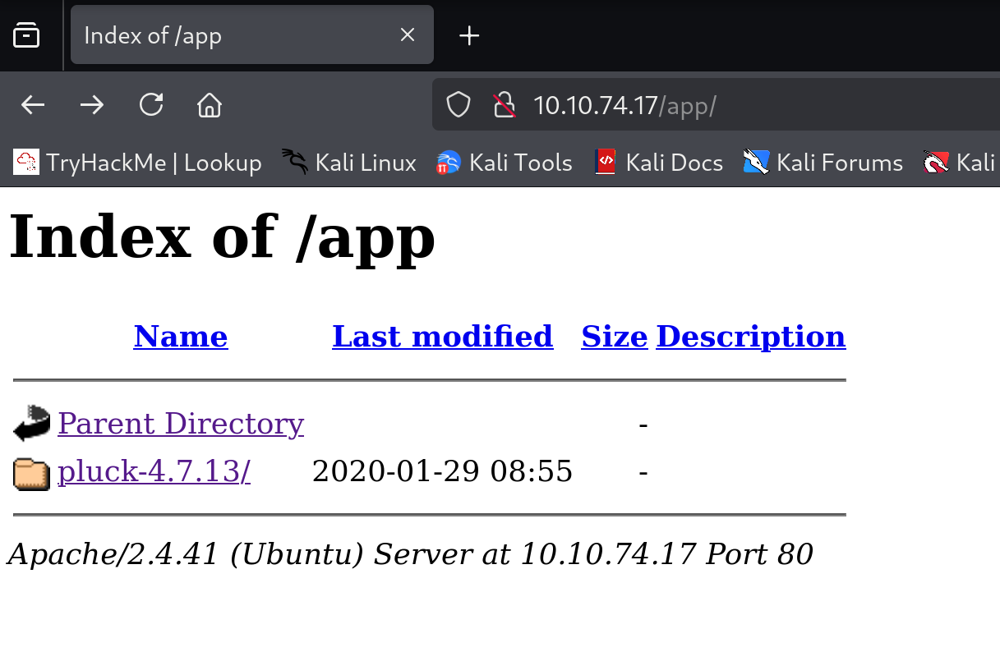 Index of /app
10.10.74.17/app/
TryHackMe | Lookup Kali Linux Kali Tools Kali Docs Kali Forums Kali
Index of /app
Name Last modified Size Description
Parent Directory -
pluck-4.7.13/ 2020-01-29 08:55 -
Apache/2.4.41 (Ubuntu) Server at 10.10.74.17 Port 80